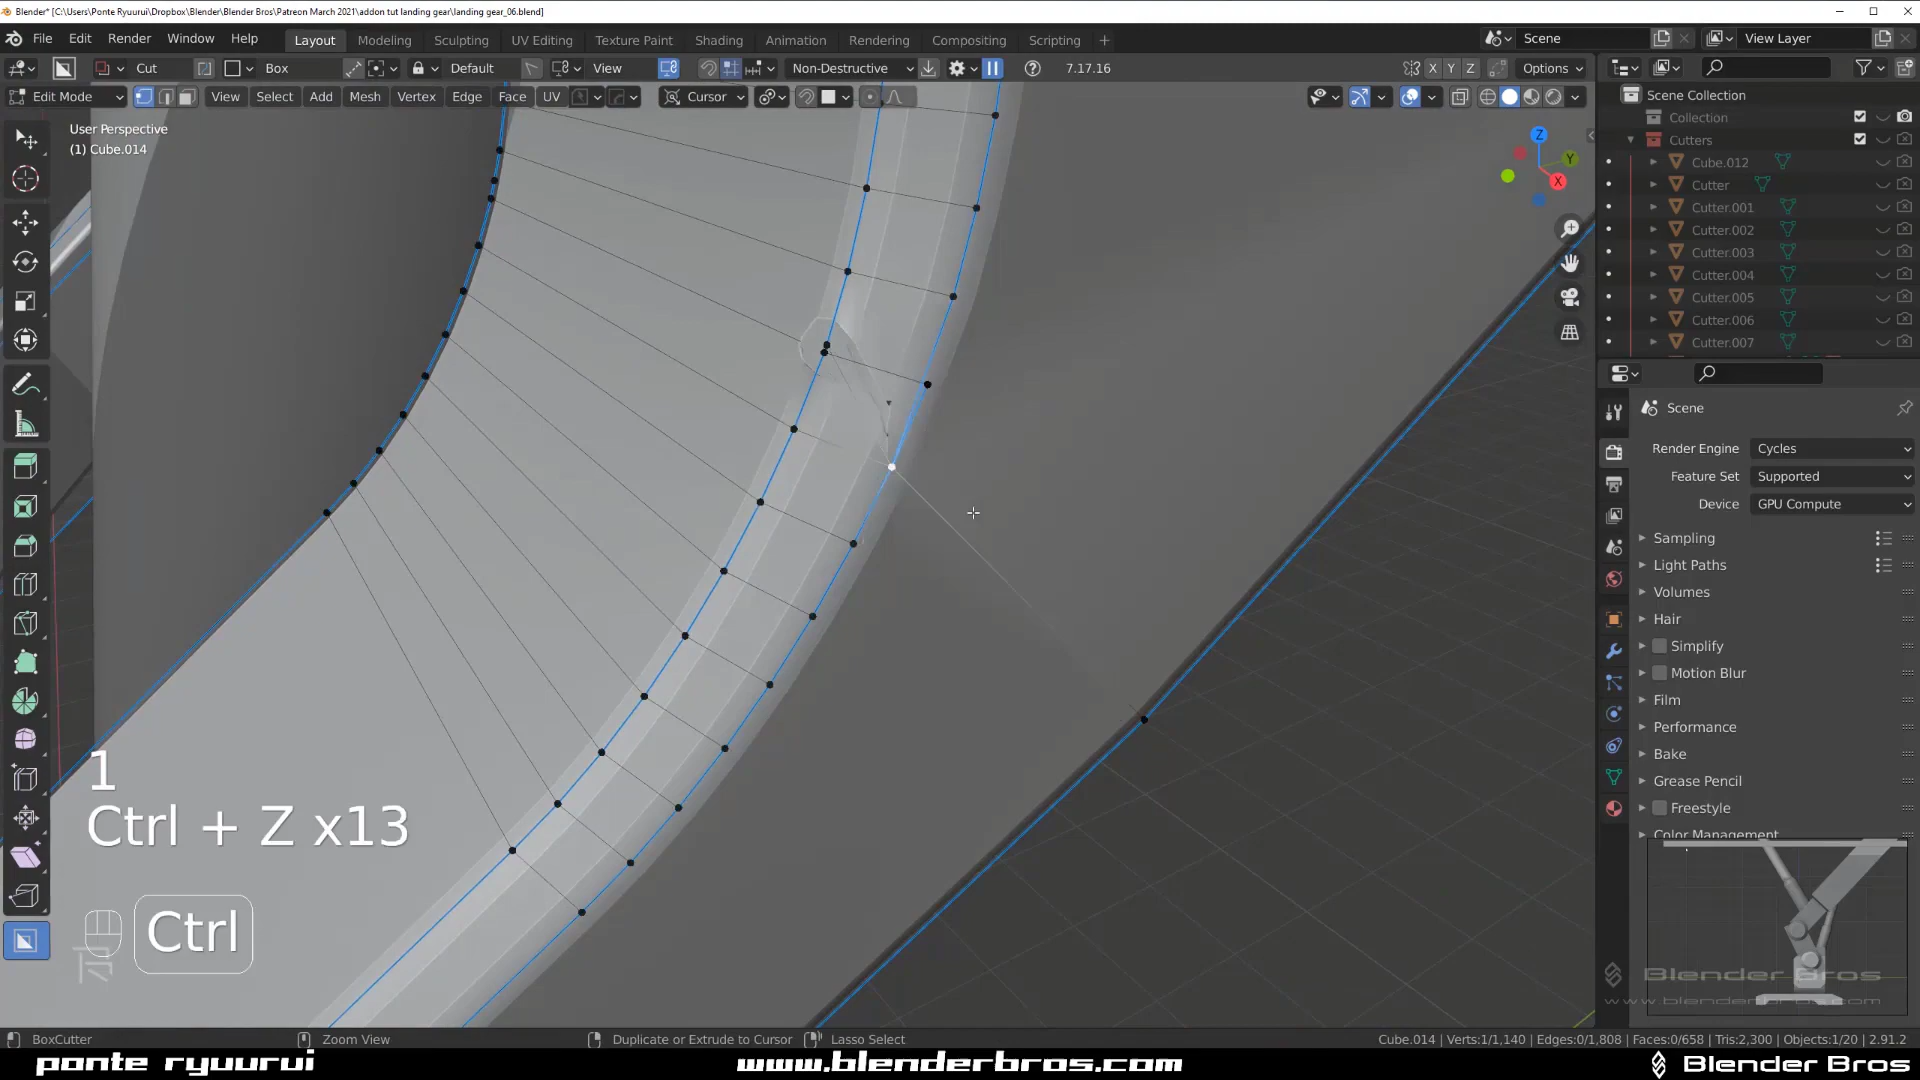 Blender* [C:\Users\Ponte Ryuurui\Dropbox\Blender\Blender Bros\Patreon March 2021\addon tut landing gear\landing gear_06.blend]
File Edit Render Window Help Layout Modeling Sculpting UV Editing Texture Paint Shading Animation Rendering Compositing Scripting + Scene View Layer
Cut Box Default View Non-Destructive 7.17.16 X Y Z Options
Edit Mode View Select Add Mesh Vertex Edge Face UV Cursor
User Perspective
(1) Cube.014
Z
Y
X
Scene Collection
Collection
Cutters
Cube.012
Cutter
Cutter.001
Cutter.002
Cutter.003
Cutter.004
Cutter.005
Cutter.006
Cutter.007
Scene
Render Engine Cycles
Feature Set Supported
Device GPU Compute
Sampling
Light Paths
Volumes
Hair
Simplify
Motion Blur
Film
Performance
Bake
Grease Pencil
Freestyle
Color Management
1
Ctrl + Z x13
Ctrl
Blender Bros
www.blenderbros.com
BoxCutter Zoom View Duplicate or Extrude to Cursor Lasso Select Cube.014 | Verts:1/1,140 | Edges:0/1,808 | Faces:0/658 | Tris:2,300 | Objects:1/20 | 2.91.2
ponte ryuurui www.blenderbros.com Blender Bros